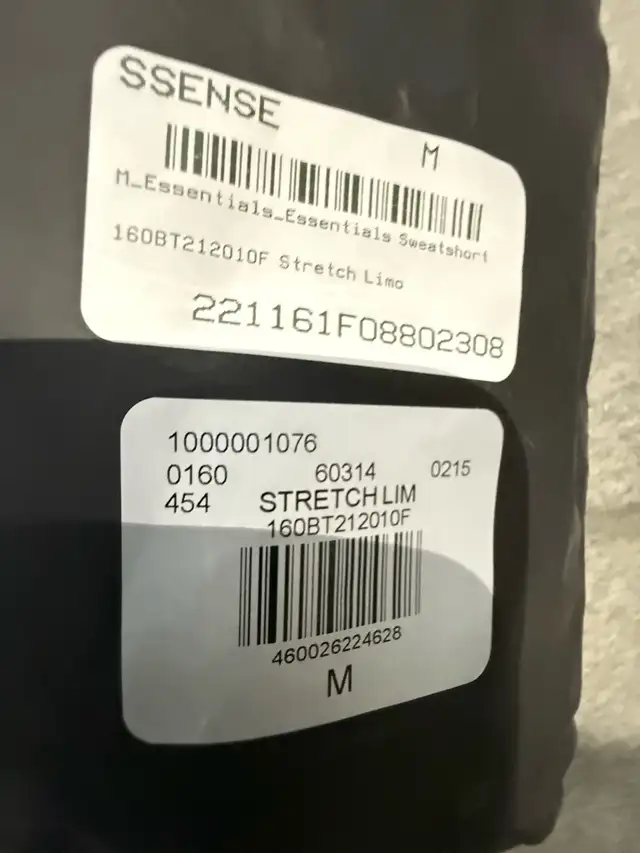 SSENSE
M
M_Essentials_Essentials Sweatshort
160BT212010F Stretch Limo
221161F08802308
1000001076
0160 60314 0215
454 STRETCH LIM
160BT212010F
460026224628
M